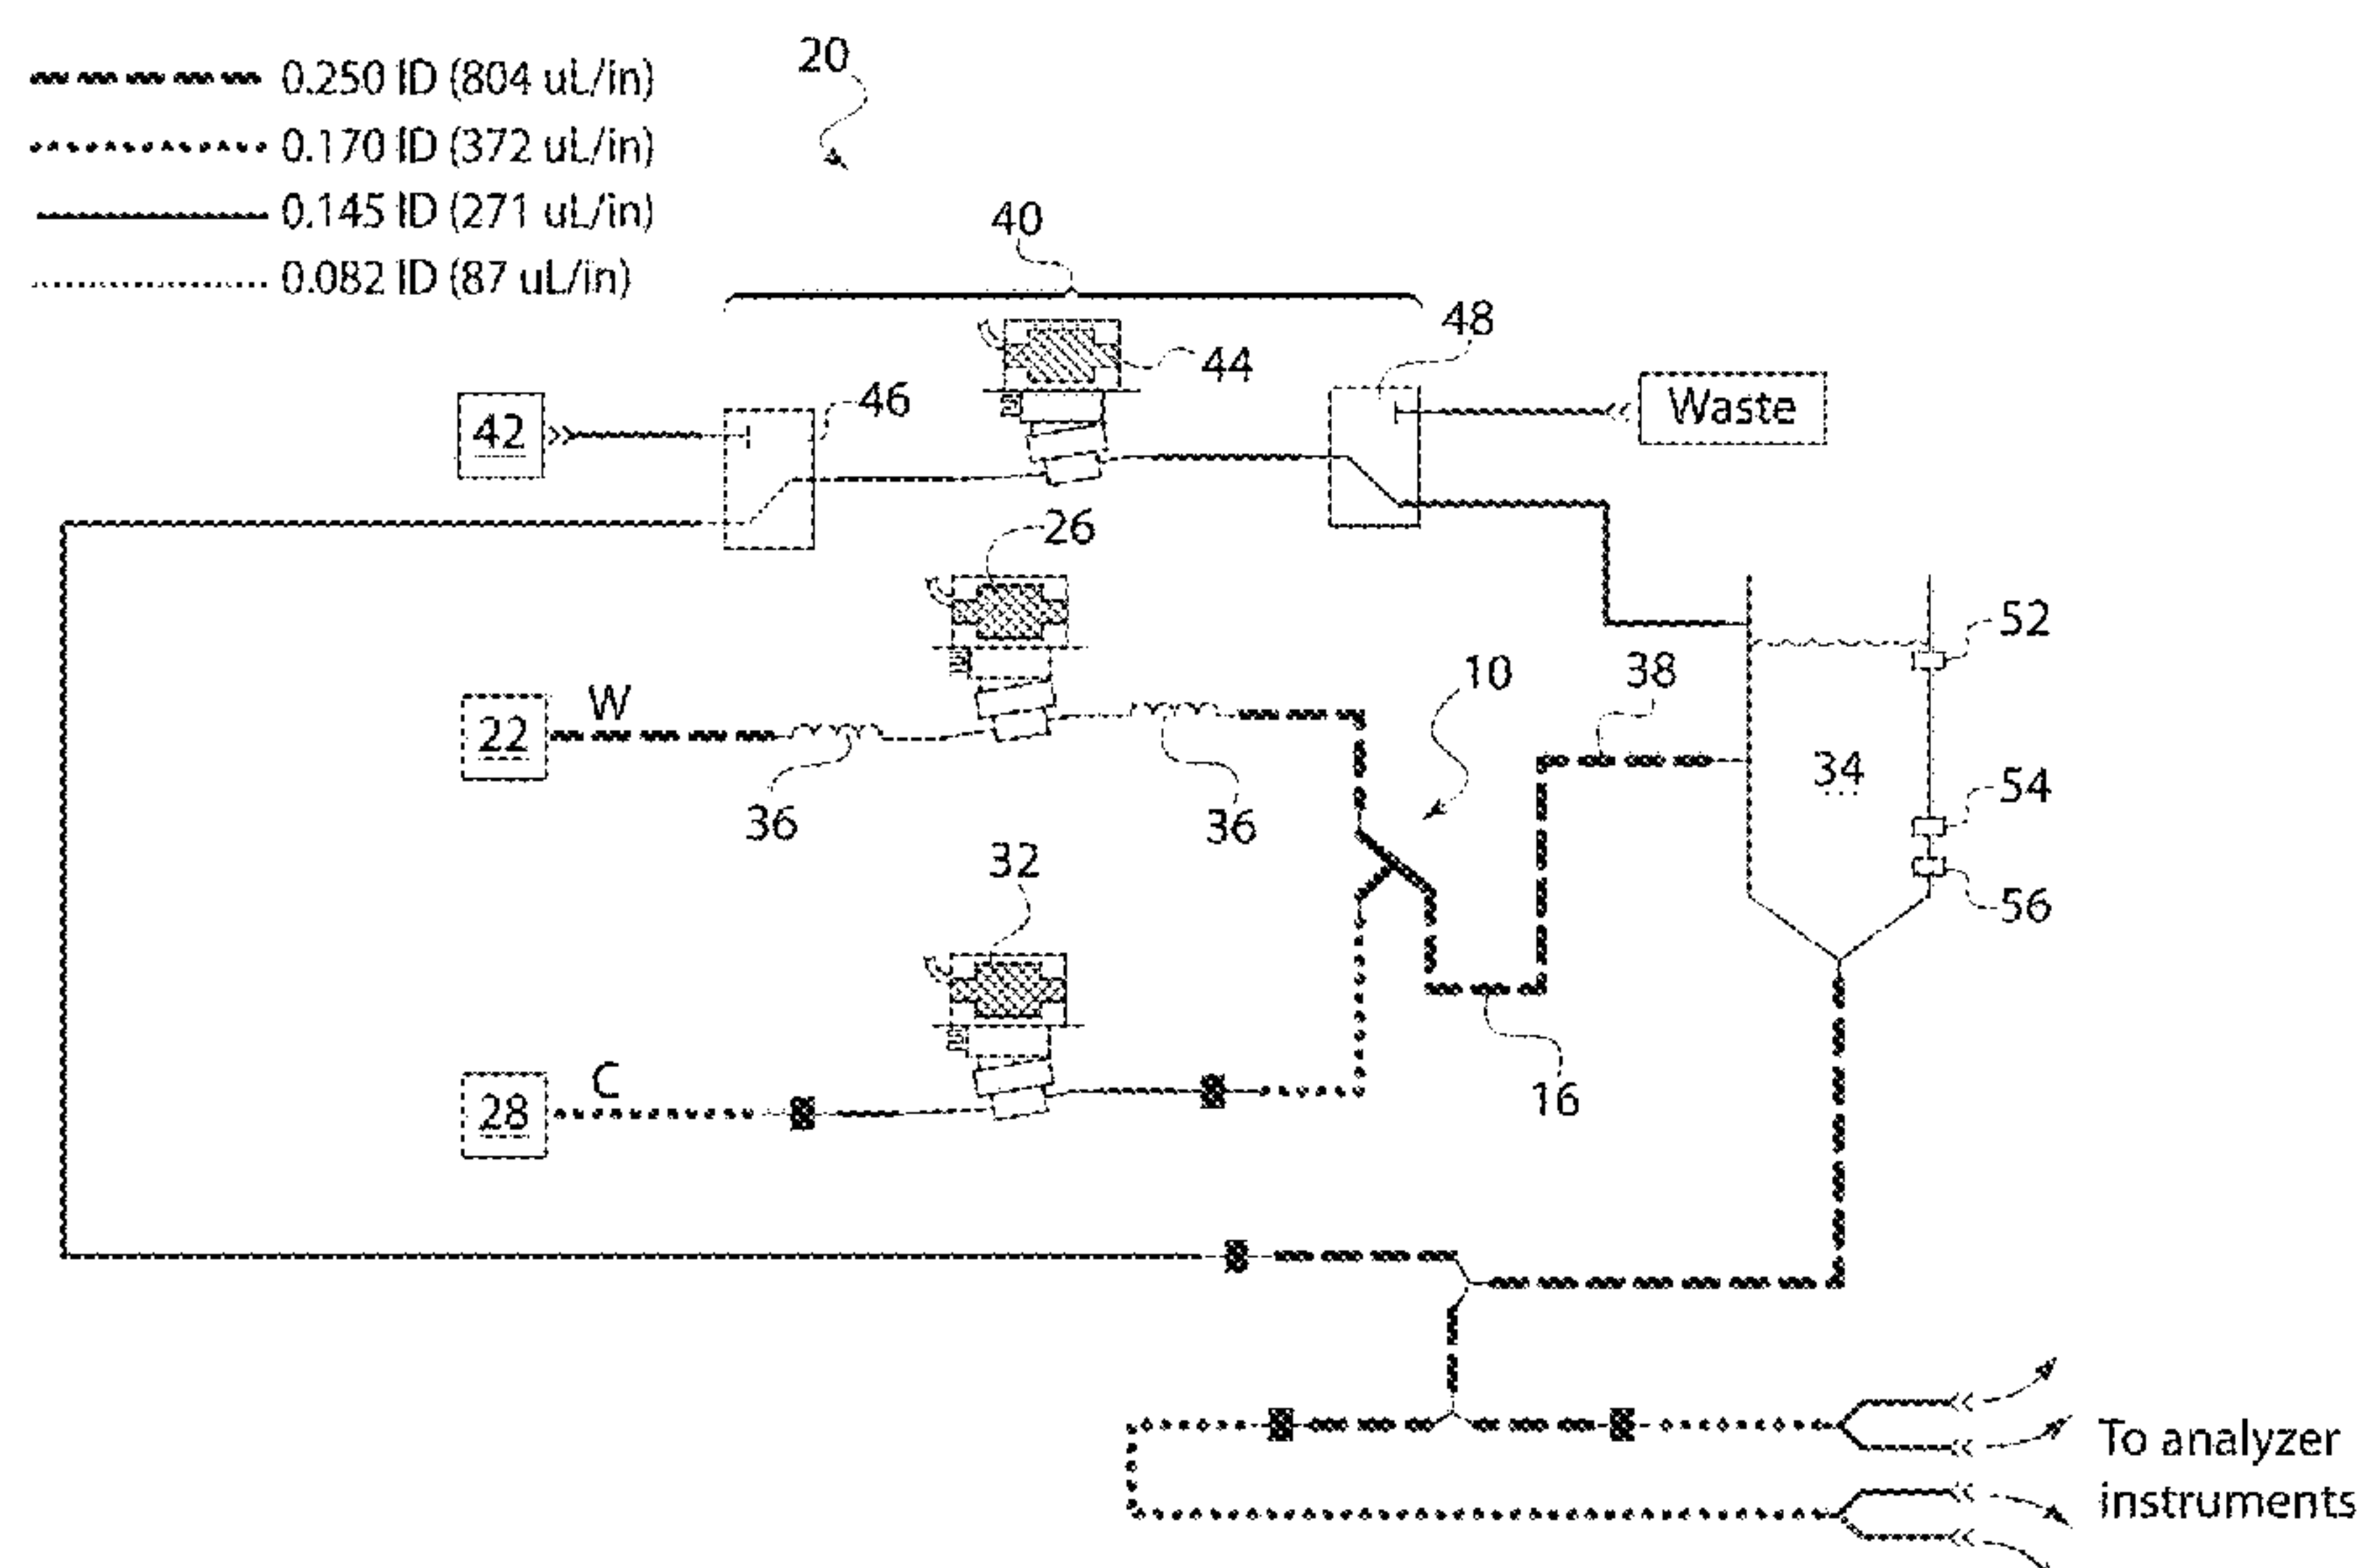 0.250 ID (804 uL/in)
0.170 ID (372 uL/in)
0.145 ID (271 uL/in)
0.082 ID (87 uL/in)
20
40
48
44
Waste
46
42
26
52
10
38
W
22
34
54
36
36
32
56
C
28
16
To analyzer
instruments